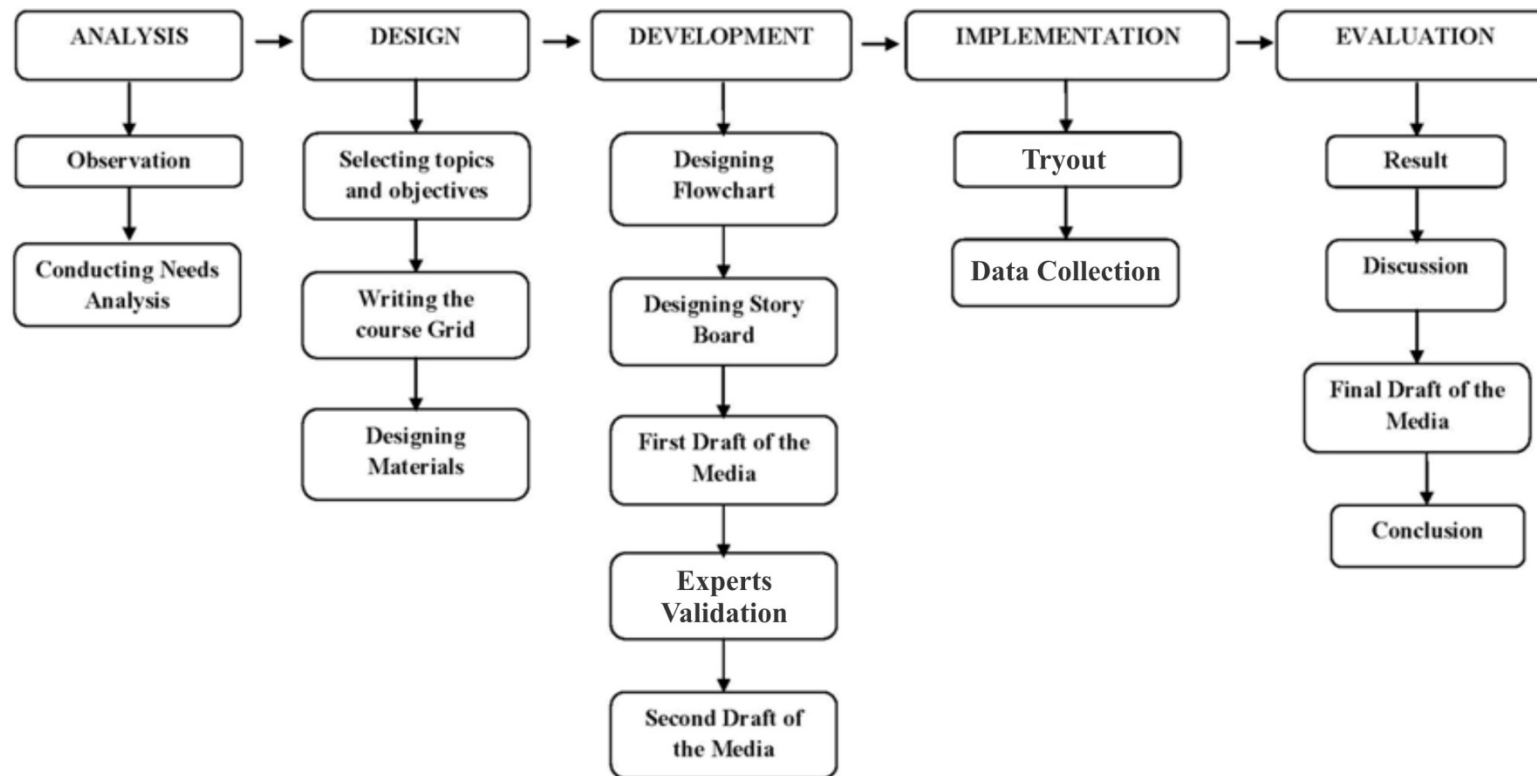 ANALYSIS
DESIGN
DEVELOPMENT
IMPLEMENTATION
EVALUATION
Observation
Conducting Needs
Analysis
Selecting topics
and objectives
Writing the
course Grid
Designing
Materials
Designing
Flowchart
Designing Story
Board
First Draft of the
Media
Experts
Validation
Second Draft of
the Media
Tryout
Data Collection
Result
Discussion
Final Draft of the
Media
Conclusion